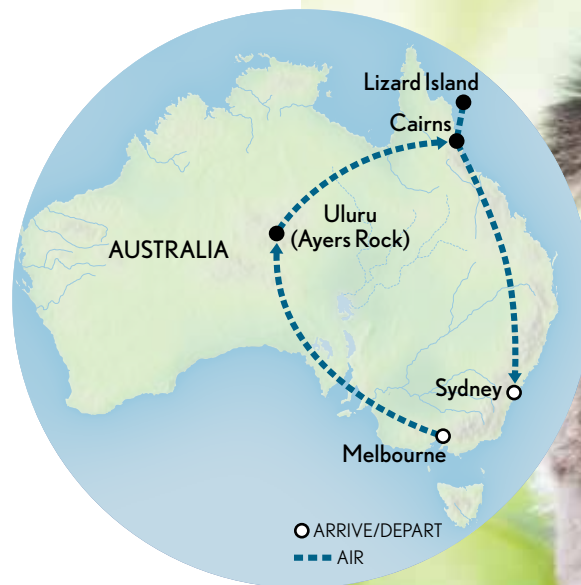 Lizard Island
Cairns
Uluru
(Ayers Rock)
AUSTRALIA
Sydney
Melbourne
ARRIVE/DEPART
AIR